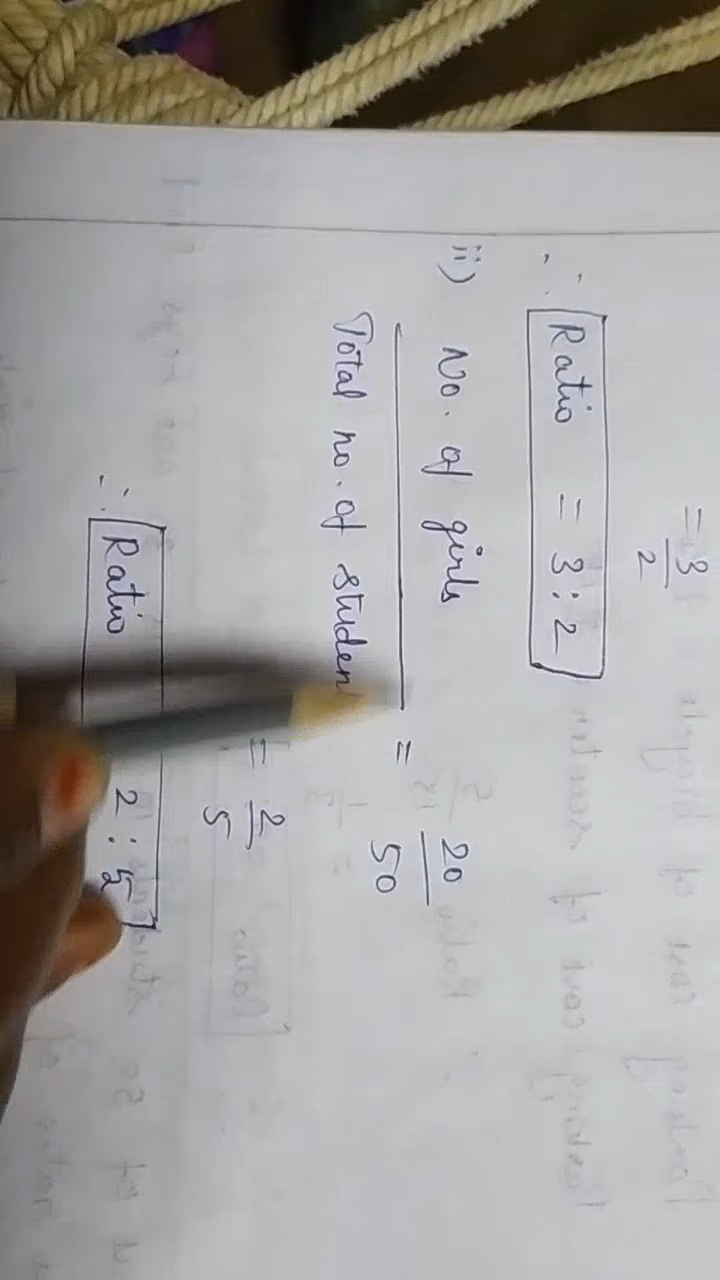 = 3/2
∴ Ratio = 3 : 2
ii) No. of girls / Total no. of studen = 20/50
= 2/5
∴ Ratio 2 : 5